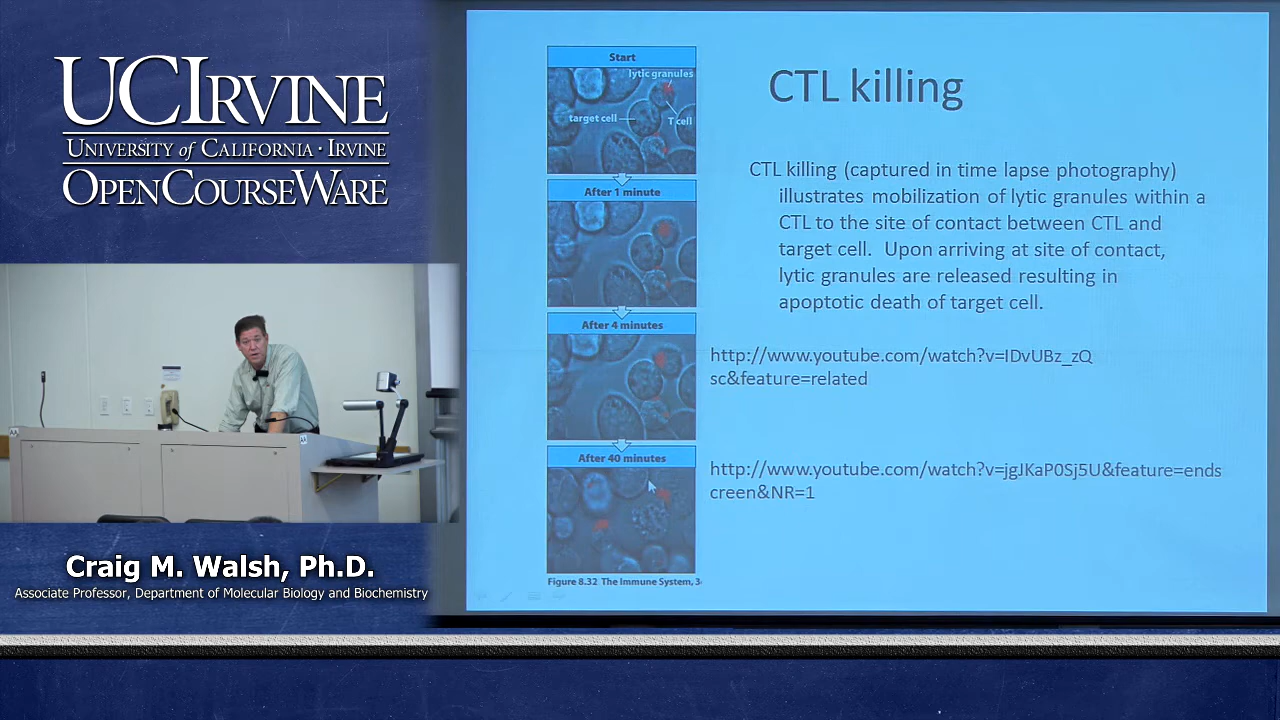 UCIRVINE
UNIVERSITY of CALIFORNIA · IRVINE
OPENCOURSEWARE
Craig M. Walsh, Ph.D.
Associate Professor, Department of Molecular Biology and Biochemistry
CTL killing
Start
lytic granules
target cell
T cell
After 1 minute
After 4 minutes
After 40 minutes
Figure 8.32 The Immune System, 3
CTL killing (captured in time lapse photography)
illustrates mobilization of lytic granules within a
CTL to the site of contact between CTL and
target cell. Upon arriving at site of contact,
lytic granules are released resulting in
apoptotic death of target cell.
http://www.youtube.com/watch?v=IDvUBz_zQ
sc&feature=related
http://www.youtube.com/watch?v=jgJKaP0Sj5U&feature=ends
creen&NR=1